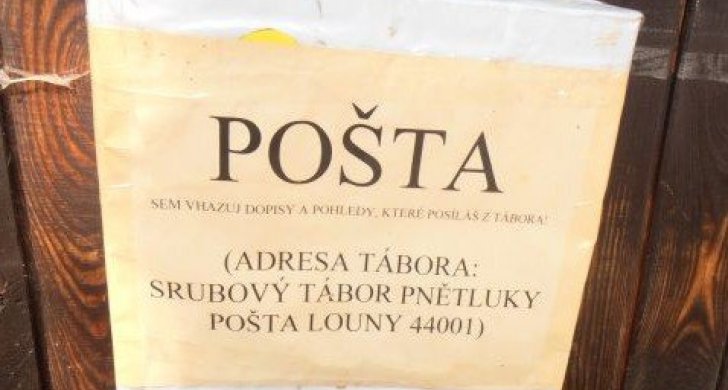 POŠTA
SEM VHAZUJ DOPISY A POHLEDY, KTERÉ POSÍLÁŠ Z TÁBORA!
(ADRESA TÁBORA:
SRUBOVÝ TÁBOR PNĚTLUKY
POŠTA LOUNY 44001)